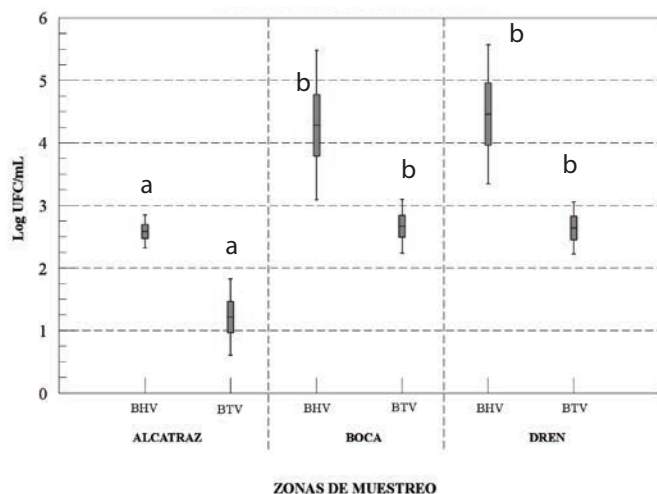 6
b
b
5
4
a
b
b
3
a
2
1
0
Log UFC/mL
BHV BTV BHV BTV BHV BTV
ALCATRAZ BOCA DREN
ZONAS DE MUESTREO